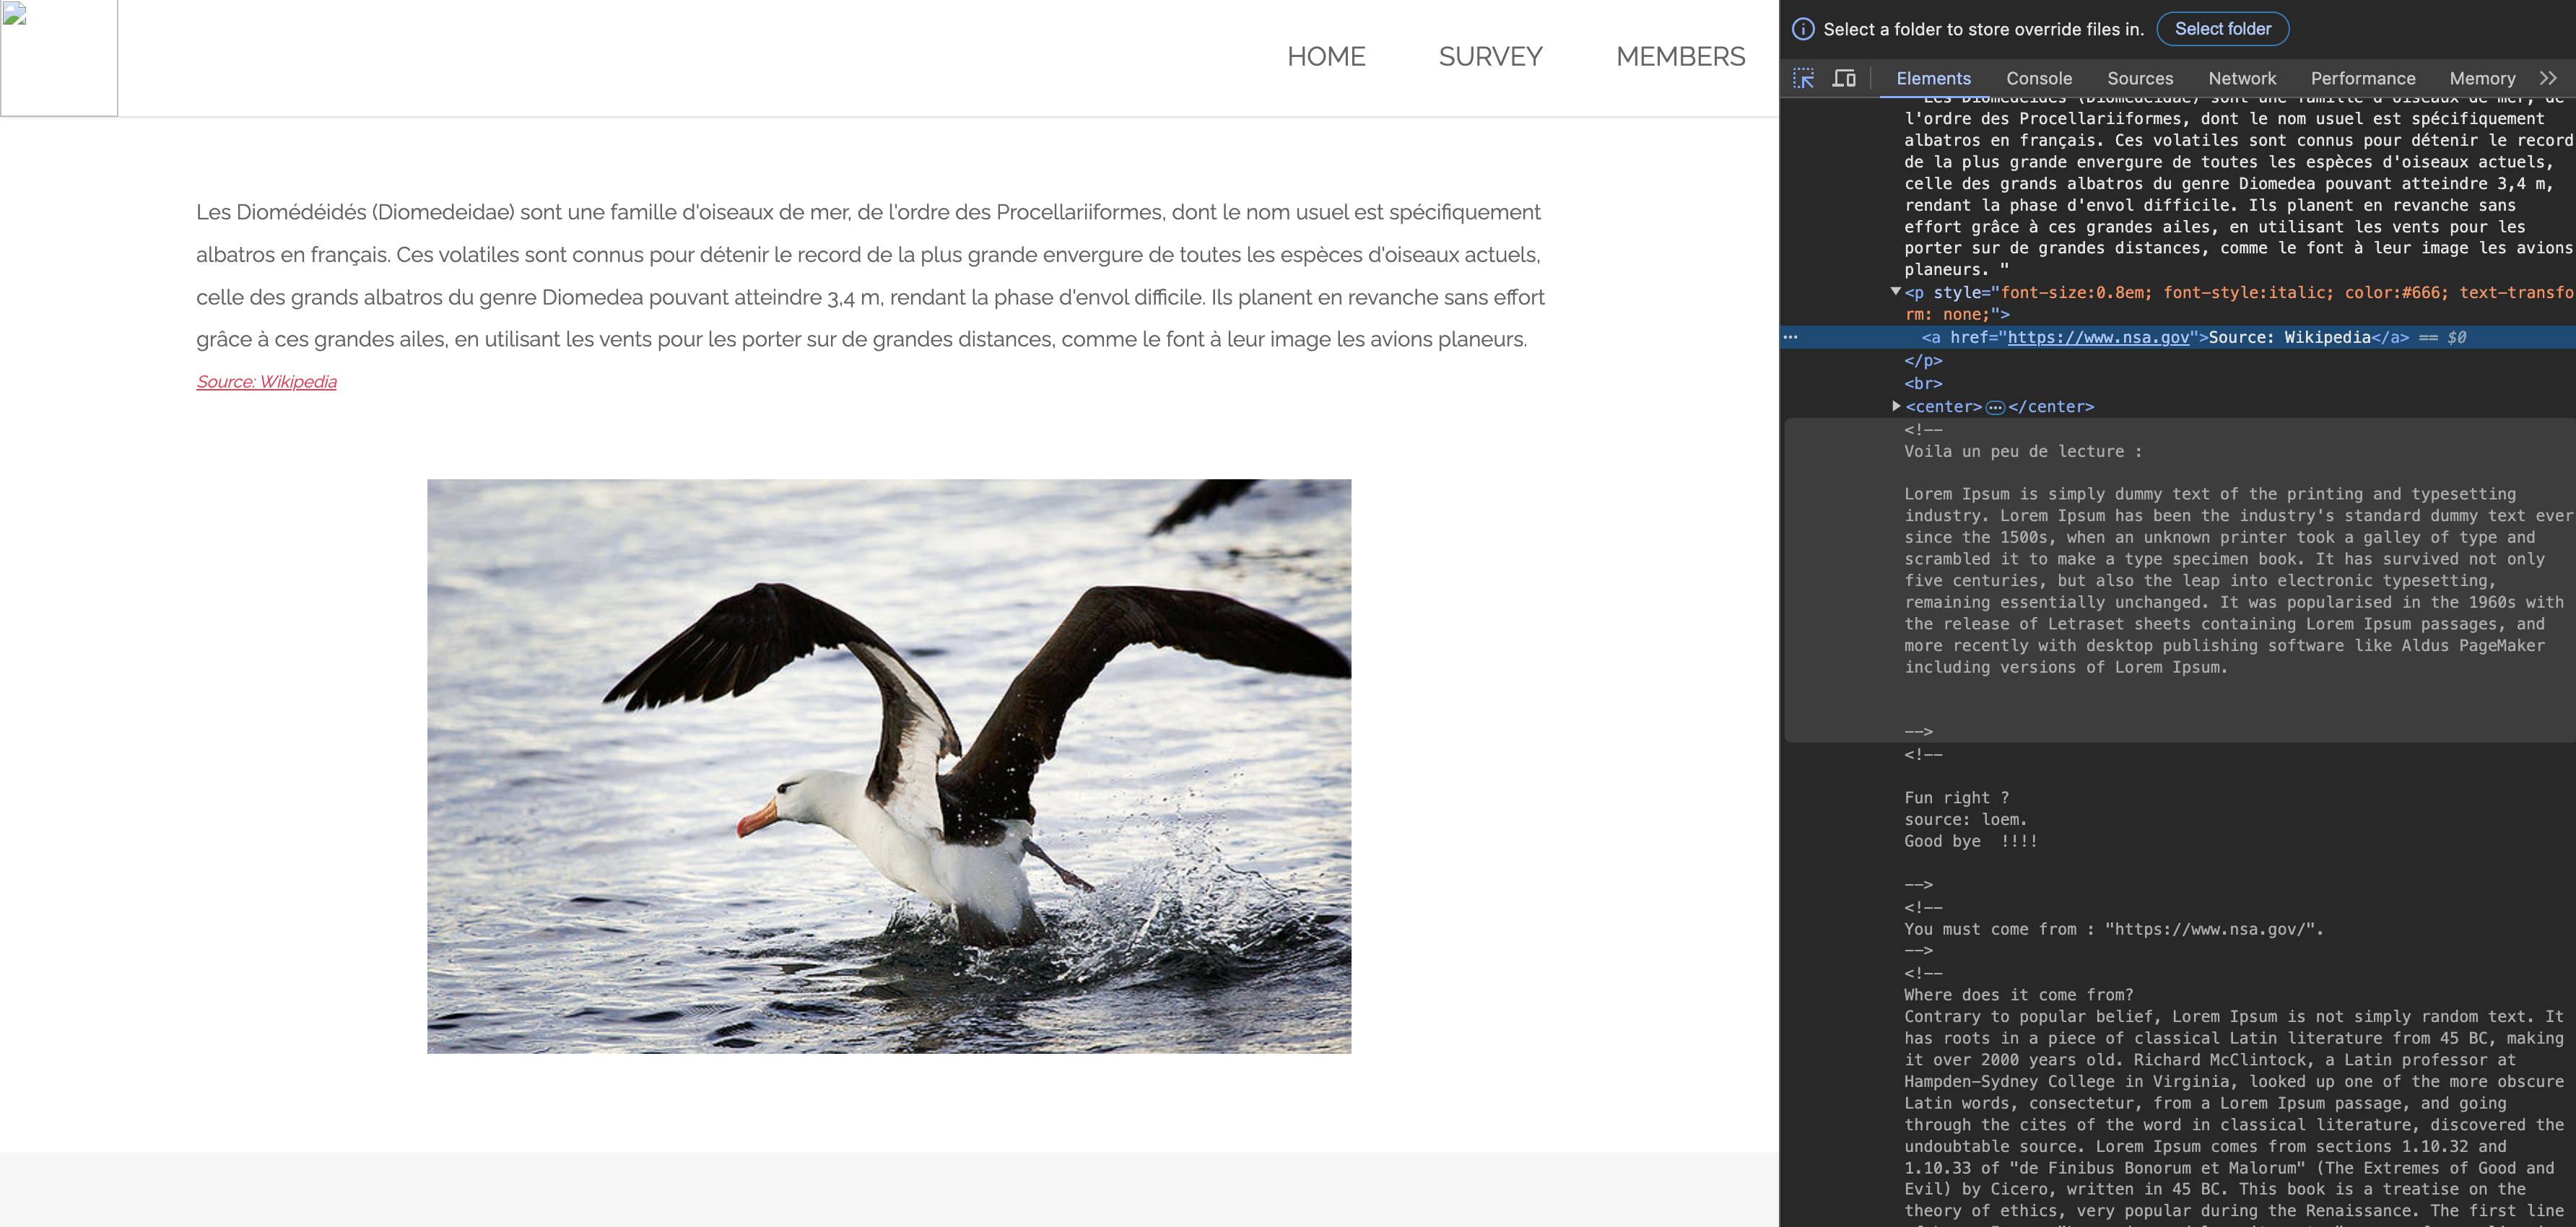 HOME SURVEY MEMBERS
Les Diomédéidés (Diomedeidae) sont une famille d'oiseaux de mer, de l'ordre des Procellariiformes, dont le nom usuel est spécifiquement
albatros en français. Ces volatiles sont connus pour détenir le record de la plus grande envergure de toutes les espèces d'oiseaux actuels,
celle des grands albatros du genre Diomedea pouvant atteindre 3,4 m, rendant la phase d'envol difficile. Ils planent en revanche sans effort
grâce à ces grandes ailes, en utilisant les vents pour les porter sur de grandes distances, comme le font à leur image les avions planeurs.
Source: Wikipedia
Select a folder to store override files in. Select folder
Elements Console Sources Network Performance Memory
"Les Diomédéidés (Diomedeidae) sont une famille d'oiseaux de mer, de
l'ordre des Procellariiformes, dont le nom usuel est spécifiquement
albatros en français. Ces volatiles sont connus pour détenir le record
de la plus grande envergure de toutes les espèces d'oiseaux actuels,
celle des grands albatros du genre Diomedea pouvant atteindre 3,4 m,
rendant la phase d'envol difficile. Ils planent en revanche sans
effort grâce à ces grandes ailes, en utilisant les vents pour les
porter sur de grandes distances, comme le font à leur image les avions
planeurs. "
<p style="font-size:0.8em; font-style:italic; color:#666; text-transfo
rm: none;">
<a href="https://www.nsa.gov">Source: Wikipedia</a> == $0
</p>
<br>
<center>…</center>
<!--
Voila un peu de lecture :
Lorem Ipsum is simply dummy text of the printing and typesetting
industry. Lorem Ipsum has been the industry's standard dummy text ever
since the 1500s, when an unknown printer took a galley of type and
scrambled it to make a type specimen book. It has survived not only
five centuries, but also the leap into electronic typesetting,
remaining essentially unchanged. It was popularised in the 1960s with
the release of Letraset sheets containing Lorem Ipsum passages, and
more recently with desktop publishing software like Aldus PageMaker
including versions of Lorem Ipsum.
-->
<!--
Fun right ?
source: loem.
Good bye  !!!!
-->
<!--
You must come from : "https://www.nsa.gov/".
-->
<!--
Where does it come from?
Contrary to popular belief, Lorem Ipsum is not simply random text. It
has roots in a piece of classical Latin literature from 45 BC, making
it over 2000 years old. Richard McClintock, a Latin professor at
Hampden-Sydney College in Virginia, looked up one of the more obscure
Latin words, consectetur, from a Lorem Ipsum passage, and going
through the cites of the word in classical literature, discovered the
undoubtable source. Lorem Ipsum comes from sections 1.10.32 and
1.10.33 of "de Finibus Bonorum et Malorum" (The Extremes of Good and
Evil) by Cicero, written in 45 BC. This book is a treatise on the
theory of ethics, very popular during the Renaissance. The first line